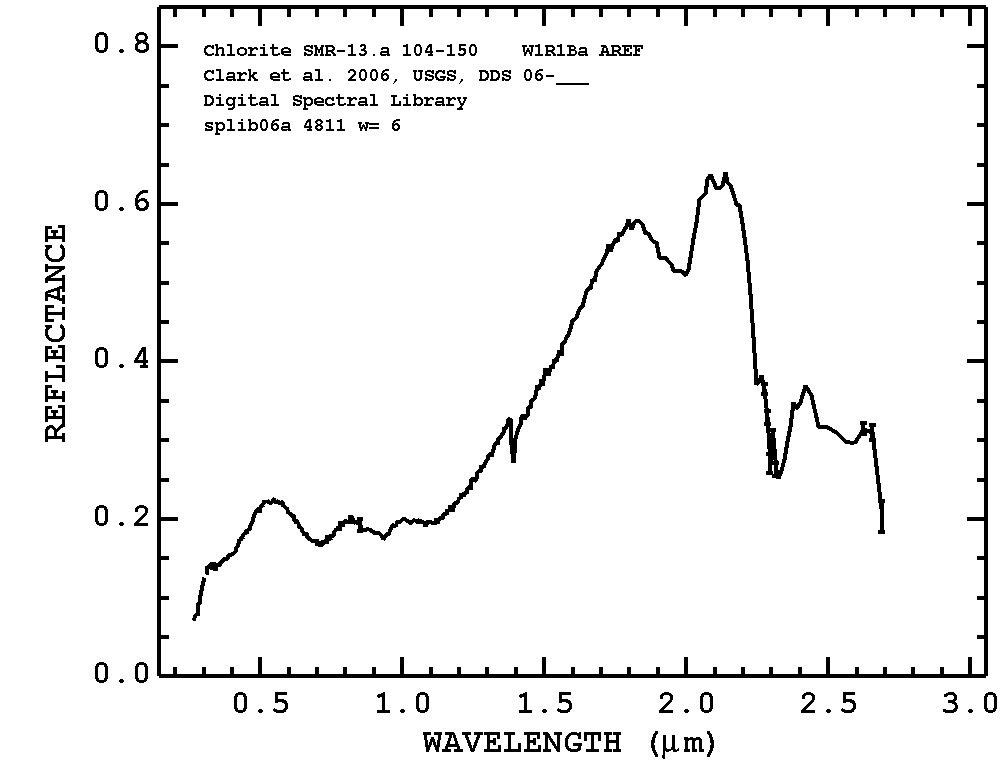 0.8
Chlorite SMR-13.a 104-150 W1R1Ba AREF
Clark et al. 2006, USGS, DDS 06-___
Digital Spectral Library
splib06a 4811 w= 6
0.6
REFLECTANCE
0.4
0.2
0.0
0.5 1.0 1.5 2.0 2.5 3.0
WAVELENGTH (μm)